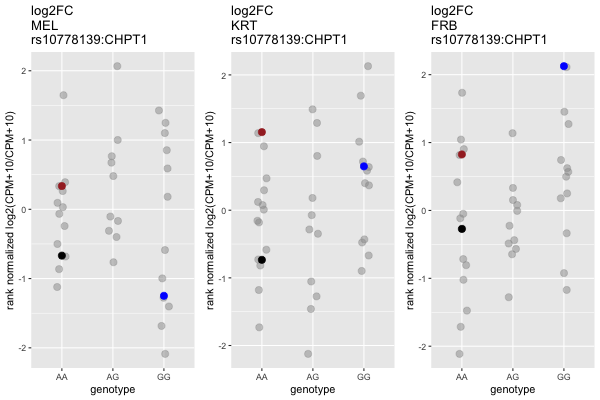 log2FC
MEL
rs10778139:CHPT1
rank normalized log2(CPM+10/CPM+10)
2
1
0
-1
-2
AA
AG
GG
genotype
log2FC
KRT
rs10778139:CHPT1
rank normalized log2(CPM+10/CPM+10)
2
1
0
-1
-2
AA
AG
GG
genotype
log2FC
FRB
rs10778139:CHPT1
rank normalized log2(CPM+10/CPM+10)
2
1
0
-1
-2
AA
AG
GG
genotype